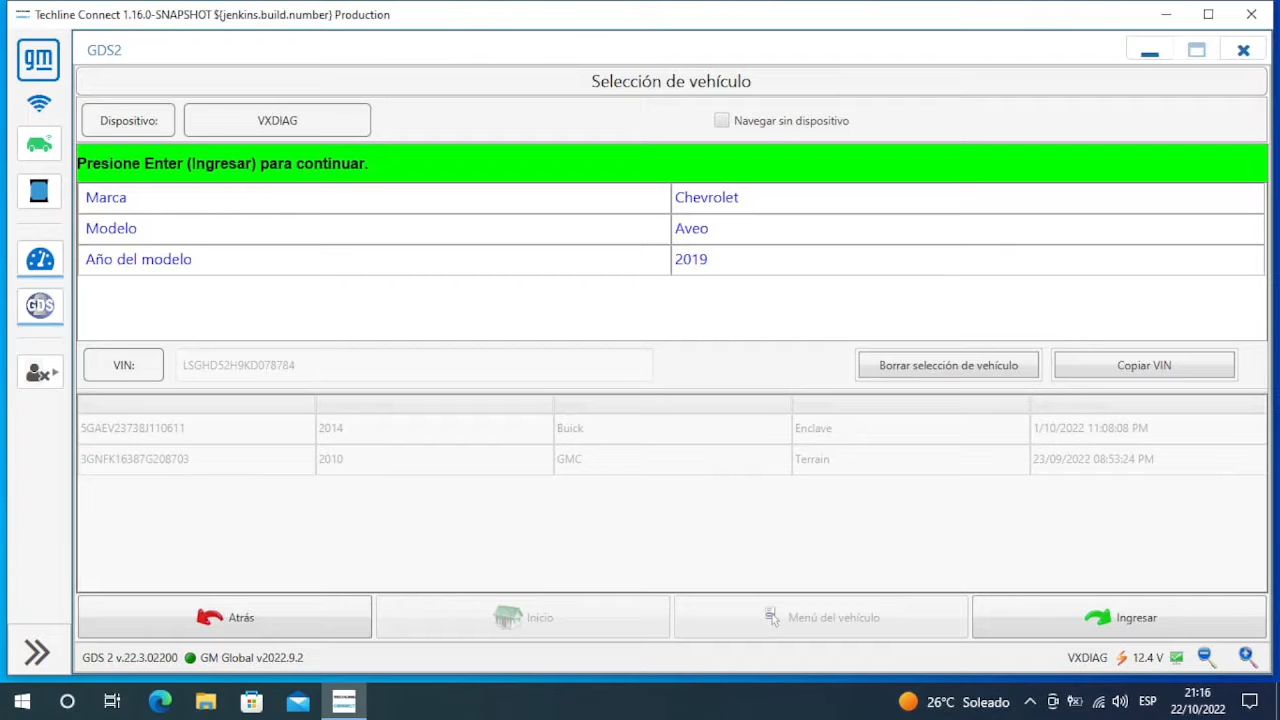 Techline Connect 1.16.0-SNAPSHOT ${jenkins.build.number} Production
gm
GDS2
Selección de vehículo
Dispositivo: VXDIAG Navegar sin dispositivo
Presione Enter (Ingresar) para continuar.
Marca Chevrolet
Modelo Aveo
Año del modelo 2019
GDS
VIN: LSGHD52H9KD078784 Borrar selección de vehículo Copiar VIN
5GAEV23738J110611 2014 Buick Enclave 1/10/2022 11:08:08 PM
3GNFK16387G208703 2010 GMC Terrain 23/09/2022 08:53:24 PM
Atrás Inicio Menú del vehículo Ingresar
GDS 2 v.22.3.02200 GM Global v2022.9.2 VXDIAG 12.4 V
TECHLINE CONNECT 26°C Soleado ESP 21:16
22/10/2022